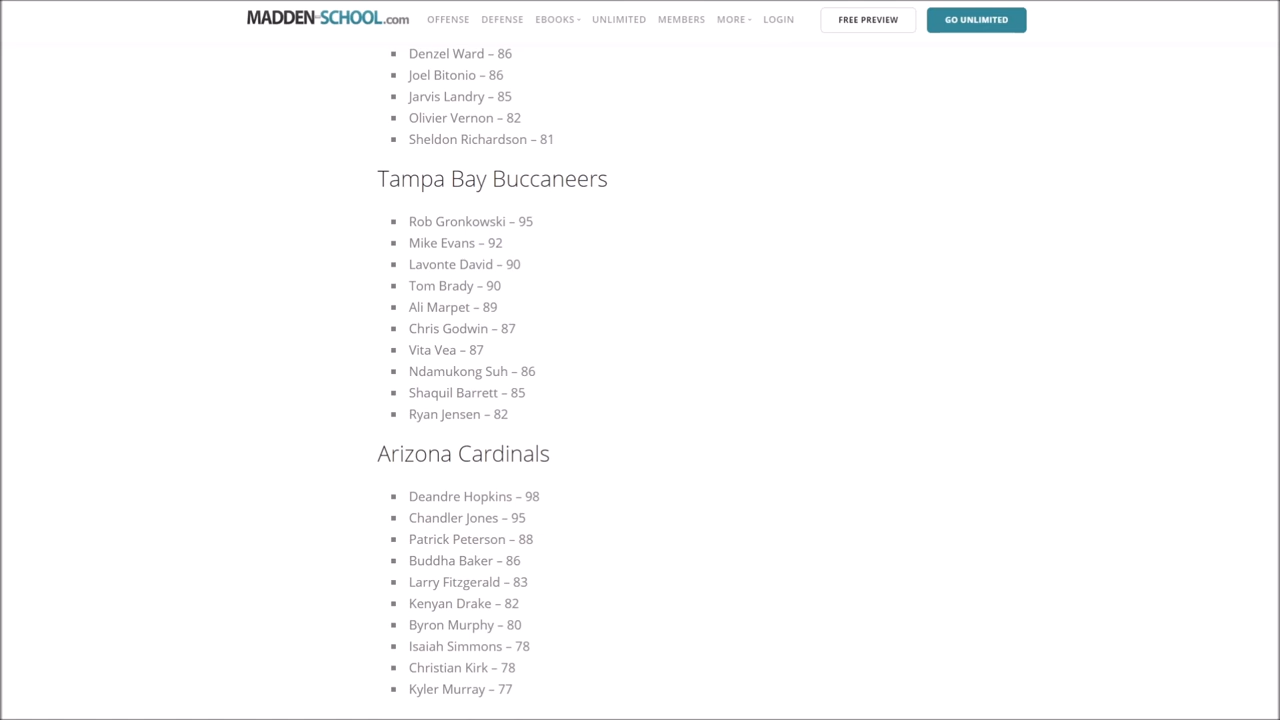 MADDEN-SCHOOL.com OFFENSE DEFENSE EBOOKS UNLIMITED MEMBERS MORE LOGIN FREE PREVIEW GO UNLIMITED
Denzel Ward – 86
Joel Bitonio – 86
Jarvis Landry – 85
Olivier Vernon – 82
Sheldon Richardson – 81
Tampa Bay Buccaneers
Rob Gronkowski – 95
Mike Evans – 92
Lavonte David – 90
Tom Brady – 90
Ali Marpet – 89
Chris Godwin – 87
Vita Vea – 87
Ndamukong Suh – 86
Shaquil Barrett – 85
Ryan Jensen – 82
Arizona Cardinals
Deandre Hopkins – 98
Chandler Jones – 95
Patrick Peterson – 88
Buddha Baker – 86
Larry Fitzgerald – 83
Kenyan Drake – 82
Byron Murphy – 80
Isaiah Simmons – 78
Christian Kirk – 78
Kyler Murray – 77